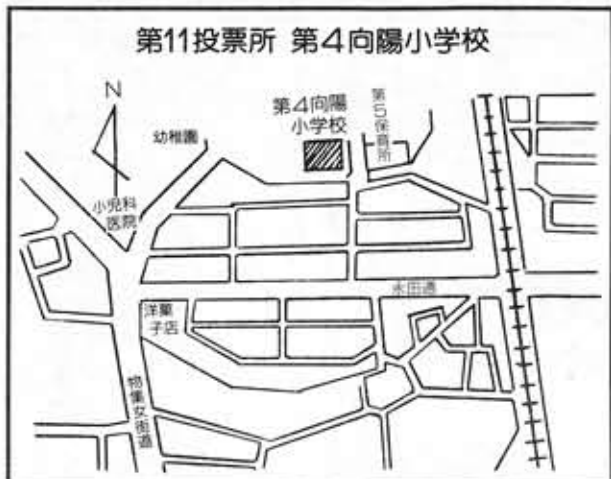 第11投票所 第4向陽小学校
N
第4向陽
小学校
第5保育所
幼稚園
小児科
医院
永田通
洋菓
子店
物集女街道